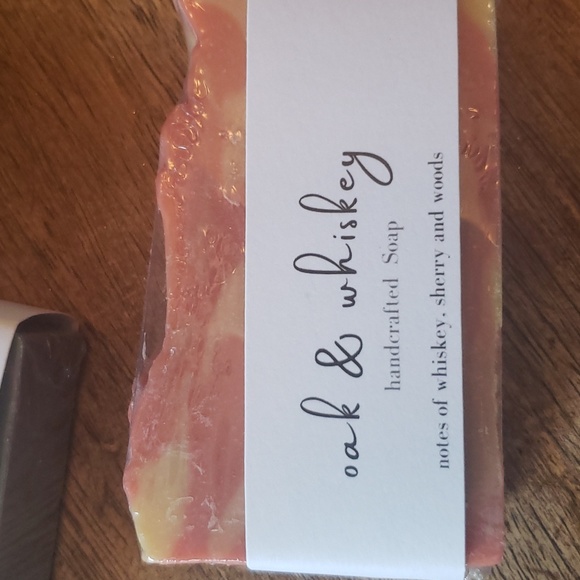 oak & whiskey
handcrafted Soap
notes of whiskey, sherry and woods